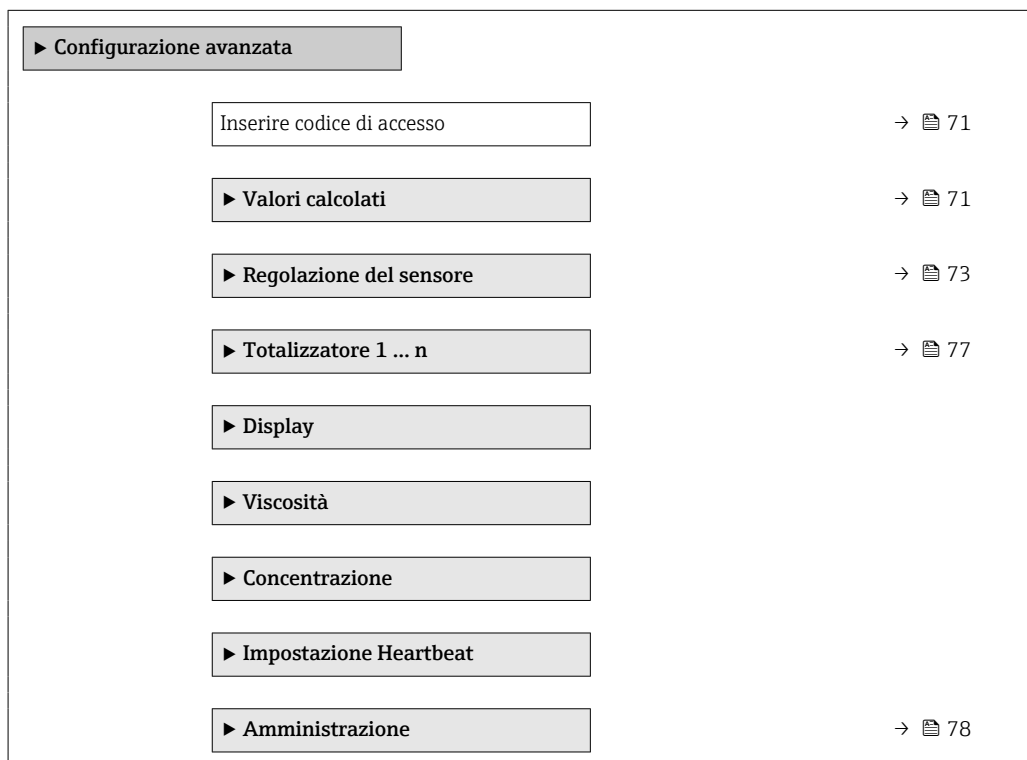 ▶ Configurazione avanzata
Inserire codice di accesso → 🖹 71
▶ Valori calcolati → 🖹 71
▶ Regolazione del sensore → 🖹 73
▶ Totalizzatore 1 ... n → 🖹 77
▶ Display
▶ Viscosità
▶ Concentrazione
▶ Impostazione Heartbeat
▶ Amministrazione → 🖹 78